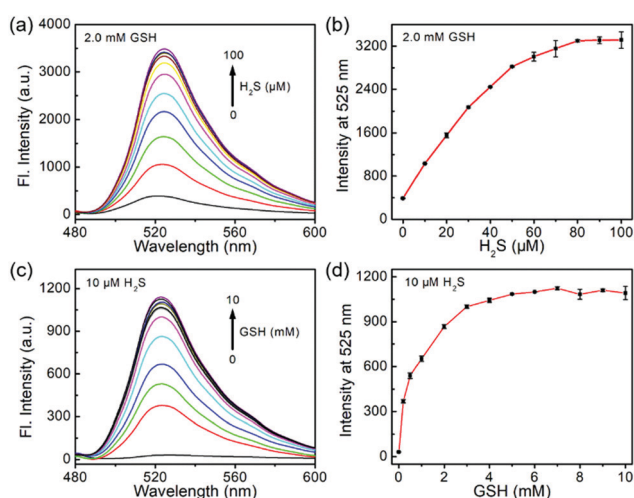 (a)
2.0 mM GSH
100
H₂S (μM)
0
Fl. Intensity (a.u.)
4000
3000
2000
1000
0
480 520 560 600
Wavelength (nm)
(b)
2.0 mM GSH
Intensity at 525 nm
3200
2400
1600
800
0
0 20 40 60 80 100
H₂S (μM)
(c)
10 μM H₂S
10
GSH (mM)
0
Fl. Intensity (a.u.)
1200
900
600
300
0
480 520 560 600
Wavelength (nm)
(d)
10 μM H₂S
Intensity at 525 nm
1200
900
600
300
0
0 2 4 6 8 10
GSH (mM)